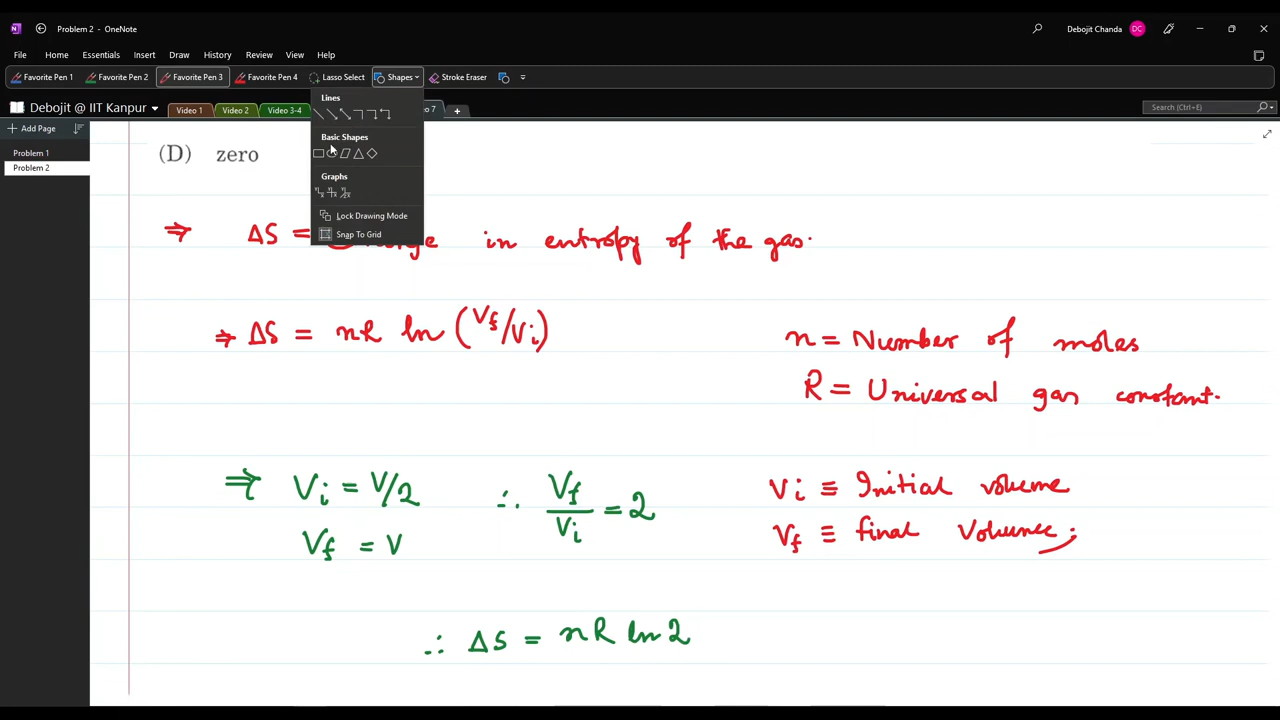 Problem 2 - OneNote
Debojit Chanda DC
File Home Essentials Insert Draw History Review View Help
Favorite Pen 1 Favorite Pen 2 Favorite Pen 3 Favorite Pen 4 Lasso Select Shapes Stroke Eraser
Debojit @ IIT Kanpur Video 1 Video 2 Video 3-4 7 + Search (Ctrl+E)
Lines
Basic Shapes
Graphs
Lock Drawing Mode
Snap To Grid
+ Add Page
Problem 1
Problem 2
(D) zero
⇒ ΔS = in entropy of the gas.
⇒ ΔS = nR ln (Vf/Vi)
n = Number of moles
R = Universal gas constant.
⇒ Vi = V/2 ∴ Vf/Vi = 2
Vf = V
Vi ≡ Initial volume
Vf ≡ final Volume;
∴ ΔS = nR ln 2